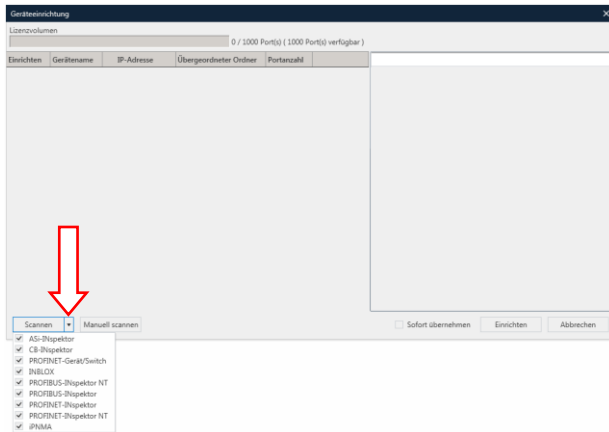 Geräteeinrichtung
Lizenzvolumen
0 / 1000 Port(s) ( 1000 Port(s) verfügbar )
Einrichten Gerätename IP-Adresse Übergeordneter Ordner Portanzahl
Scannen Manuell scannen Sofort übernehmen Einrichten Abbrechen
ASi-INspektor
CB-INspektor
PROFINET-Gerät/Switch
INBLOX
PROFIBUS-INspektor NT
PROFIBUS-INspektor
PROFINET-INspektor
PROFINET-INspektor NT
iPNMA